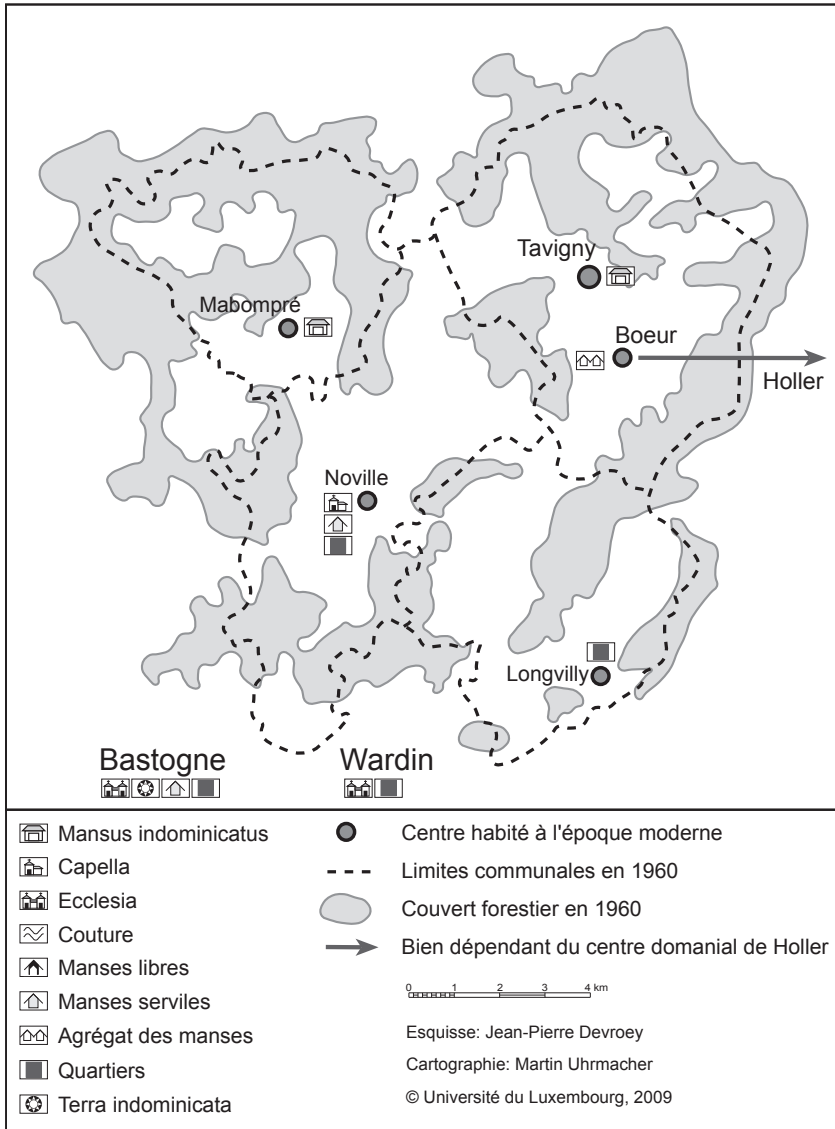 Tavigny
Mabompré
Boeur
Holler
Noville
Longvilly
Bastogne
Wardin
Mansus indominicatus
Capella
Ecclesia
Couture
Manses libres
Manses serviles
Agrégat des manses
Quartiers
Terra indominicata
Centre habité à l'époque moderne
Limites communales en 1960
Couvert forestier en 1960
Bien dépendant du centre domanial de Holler
0 1 2 3 4 km
Esquisse: Jean-Pierre Devroey
Cartographie: Martin Uhrmacher
© Université du Luxembourg, 2009